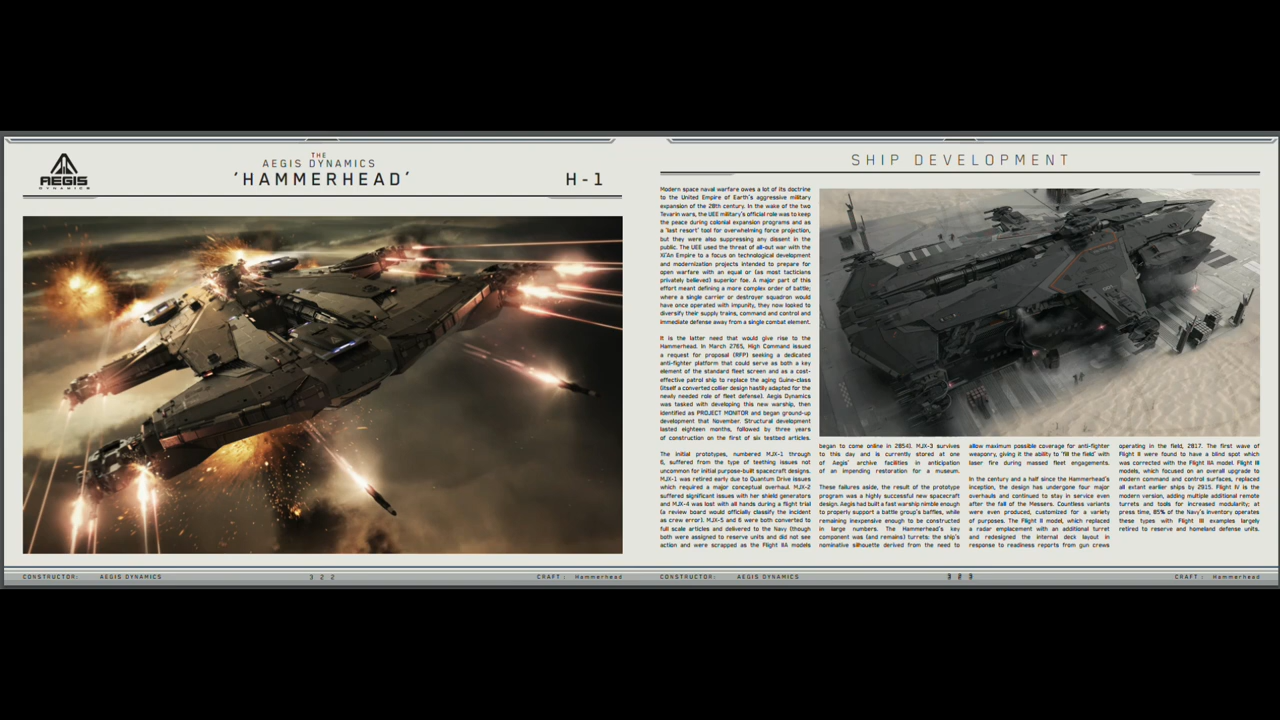 AEGIS
DYNAMICS
THE
AEGIS DYNAMICS
'HAMMERHEAD'
H-1
CONSTRUCTOR: AEGIS DYNAMICS
322
CRAFT : Hammerhead
SHIP DEVELOPMENT
Modern space naval warfare owes a lot of its doctrine
to the United Empire of Earth's aggressive military
expansion of the 28th century. In the wake of the two
Tevarin wars, the UEE military's official role was to keep
the peace during colonial expansion programs and as
a 'last resort' tool for overwhelming force projection,
but they were also suppressing any dissent in the
public. The UEE used the threat of all-out war with the
Xi'An Empire to a focus on technological development
and modernization projects intended to prepare for
open warfare with an equal or (as most tacticians
privately believed) superior foe. A major part of this
effort meant defining a more complex order of battle;
where a single carrier or destroyer squadron would
have once operated with impunity, they now looked to
diversify their supply trains, command and control and
immediate defense away from a single combat element.
It is the latter need that would give rise to the
Hammerhead. In March 2765, High Command issued
a request for proposal (RFP) seeking a dedicated
anti-fighter platform that could serve as both a key
element of the standard fleet screen and as a cost-
effective patrol ship to replace the aging Guine-class
(itself a converted collier design hastily adapted for the
newly needed role of fleet defense). Aegis Dynamics
was tasked with developing this new warship, then
identified as PROJECT MONITOR and began ground-up
development that November. Structural development
lasted eighteen months, followed by three years
of construction on the first of six testbed articles.
The initial prototypes, numbered MJX-1 through
6, suffered from the type of teething issues not
uncommon for initial purpose-built spacecraft designs.
MJX-1 was retired early due to Quantum Drive issues
which required a major conceptual overhaul. MJX-2
suffered significant issues with her shield generators
and MJX-4 was lost with all hands during a flight trial
(a review board would officially classify the incident
as crew error). MJX-5 and 6 were both converted to
full scale articles and delivered to the Navy (though
both were assigned to reserve units and did not see
action and were scrapped as the Flight IIA models
began to come online in 2854). MJX-3 survives
to this day and is currently stored at one
of Aegis' archive facilities in anticipation
of an impending restoration for a museum.
These failures aside, the result of the prototype
program was a highly successful new spacecraft
design. Aegis had built a fast warship nimble enough
to properly support a battle group's baffles, while
remaining inexpensive enough to be constructed
in large numbers. The Hammerhead's key
component was (and remains) turrets: the ship's
nominative silhouette derived from the need to
allow maximum possible coverage for anti-fighter
weaponry, giving it the ability to 'fill the field' with
laser fire during massed fleet engagements.
In the century and a half since the Hammerhead's
inception, the design has undergone four major
overhauls and continued to stay in service even
after the fall of the Messers. Countless variants
were even produced, customized for a variety
of purposes. The Flight II model, which replaced
a radar emplacement with an additional turret
and redesigned the internal deck layout in
response to readiness reports from gun crews
operating in the field, 2817. The first wave of
Flight II were found to have a blind spot which
was corrected with the Flight IIA model. Flight III
models, which focused on an overall upgrade to
modern command and control surfaces, replaced
all extant earlier ships by 2915. Flight IV is the
modern version, adding multiple additional remote
turrets and tools for increased modularity; at
press time, 85% of the Navy's inventory operates
these types with Flight III examples largely
retired to reserve and homeland defense units.
CONSTRUCTOR: AEGIS DYNAMICS
323
CRAFT : Hammerhead